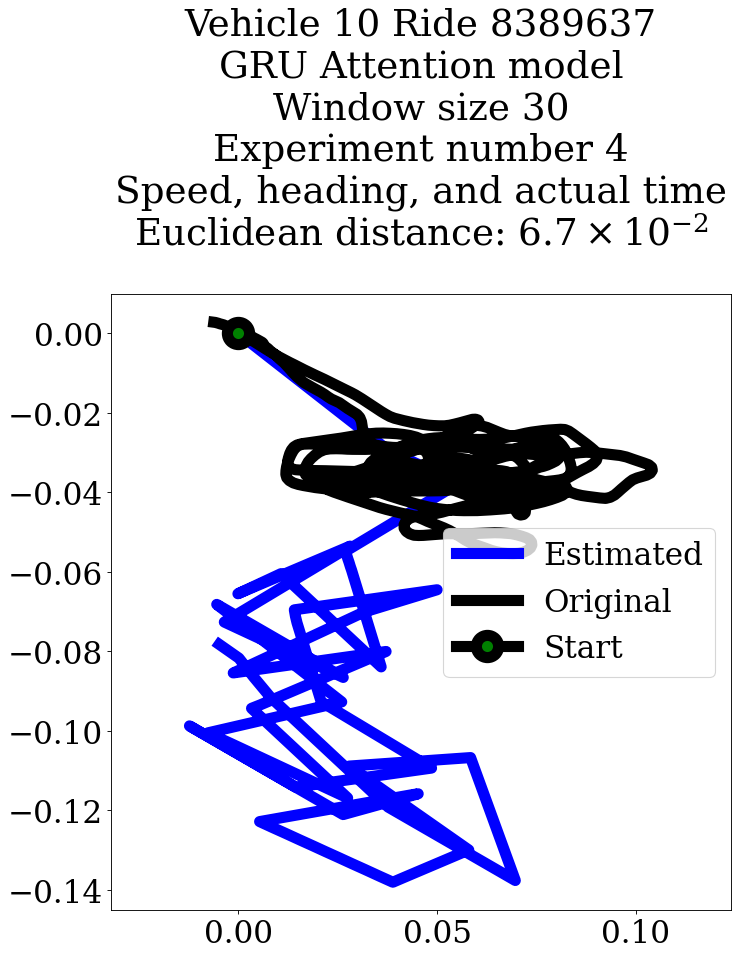 Vehicle 10 Ride 8389637
GRU Attention model
Window size 30
Experiment number 4
Speed, heading, and actual time
Euclidean distance: 6.7 × 10⁻²
0.00
−0.02
−0.04
−0.06
−0.08
−0.10
−0.12
−0.14
Estimated
Original
Start
0.00 0.05 0.10